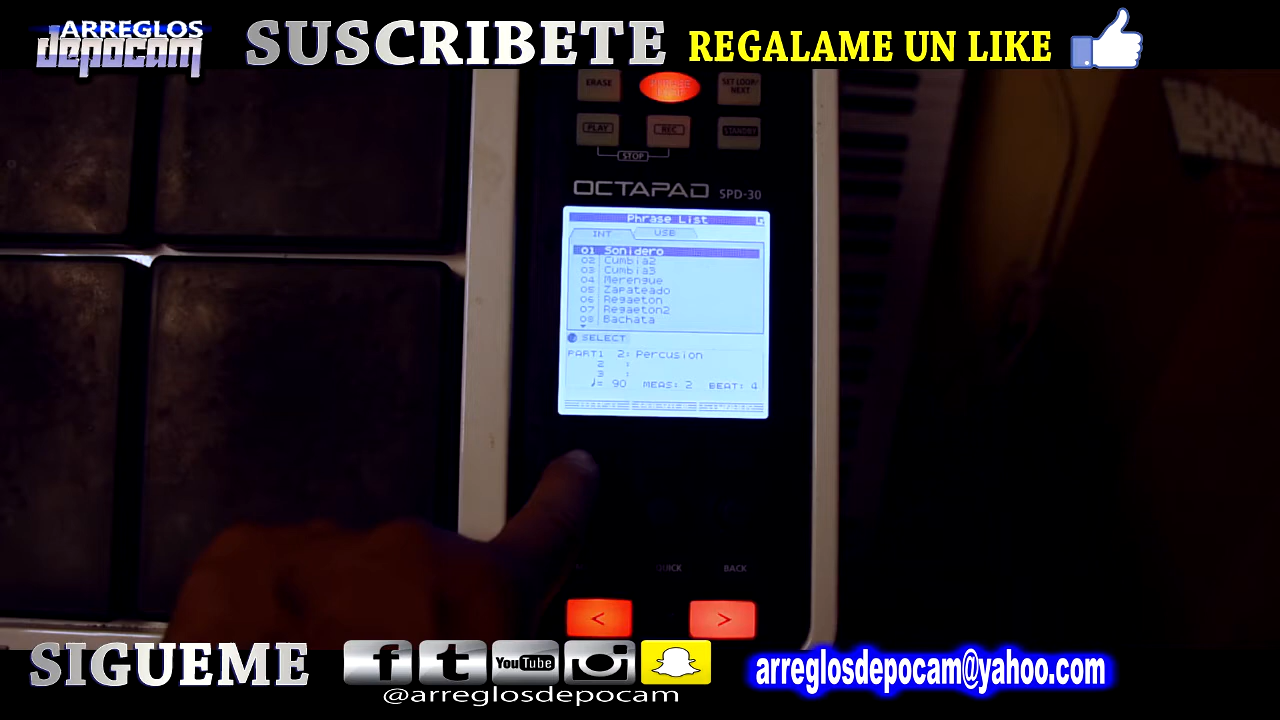 ARREGLOS
depocam
SUSCRIBETE
REGALAME UN LIKE
ERASE
SET LOOP/
NEXT
PLAY
REC
STANDBY
STOP
OCTAPAD SPD-30
Phrase List
INT
USE
01 Sonidero
02 Cumbia2
03 Cumbia3
04 Merengue
05 Zapateado
06 Regaeton
07 Regaeton2
08 Bachata
SELECT
PART1 2: Percusion
2 :
3 :
♩= 90 MEAS: 2 BEAT: 4
QUICK
BACK
<
>
SIGUEME
f
t
YouTube
@arreglosdepocam
arreglosdepocam@yahoo.com